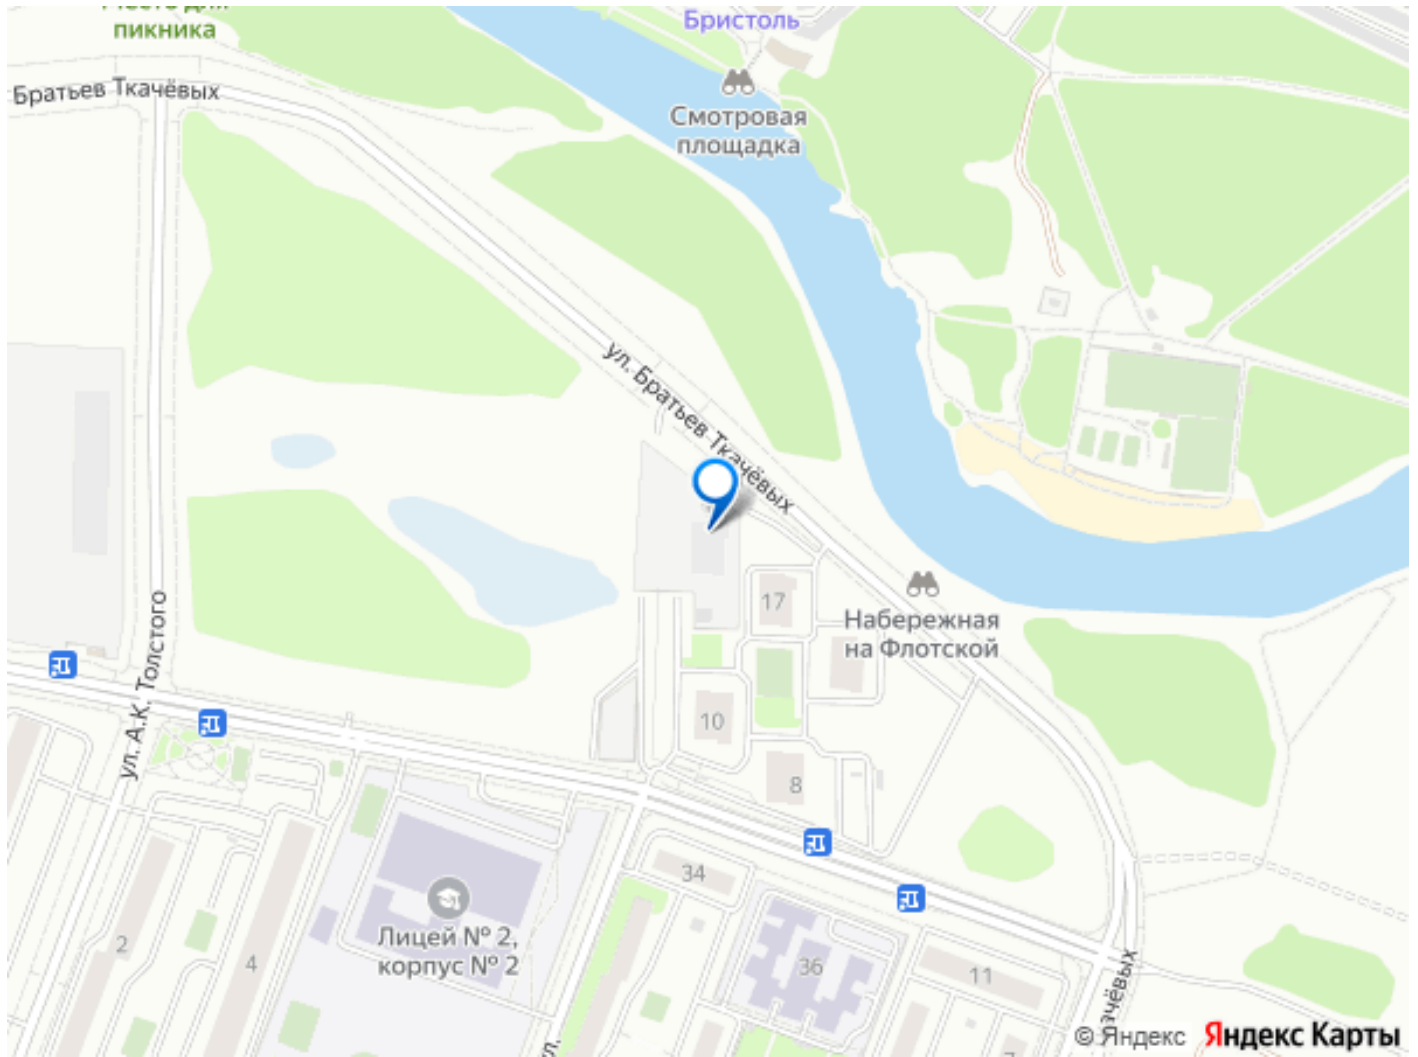 пикника
Бристоль
Братьев Ткачёвых
Смотровая
площадка
ул. Братьев Ткачёвых
17
Набережная
на Флотской
ул. А.К. Толстого
10
8
34
Лицей № 2,
корпус № 2
2
4
36
11
ул.
© Яндекс
Яндекс Карты